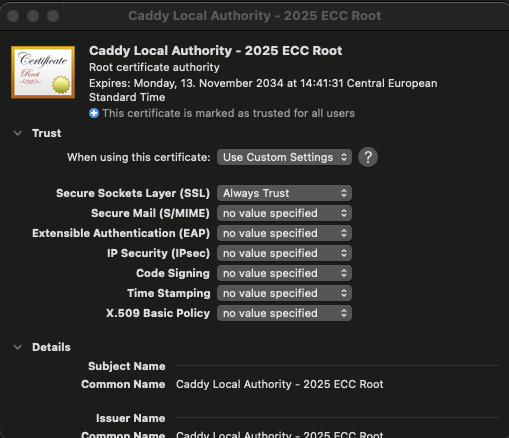 Caddy Local Authority - 2025 ECC Root
Certificate
Root
Caddy Local Authority - 2025 ECC Root
Root certificate authority
Expires: Monday, 13. November 2034 at 14:41:31 Central European
Standard Time
This certificate is marked as trusted for all users
Trust
When using this certificate: Use Custom Settings ?
Secure Sockets Layer (SSL) Always Trust
Secure Mail (S/MIME) no value specified
Extensible Authentication (EAP) no value specified
IP Security (IPsec) no value specified
Code Signing no value specified
Time Stamping no value specified
X.509 Basic Policy no value specified
Details
Subject Name
Common Name Caddy Local Authority - 2025 ECC Root
Issuer Name
Common Name Caddy Local Authority - 2025 ECC Root